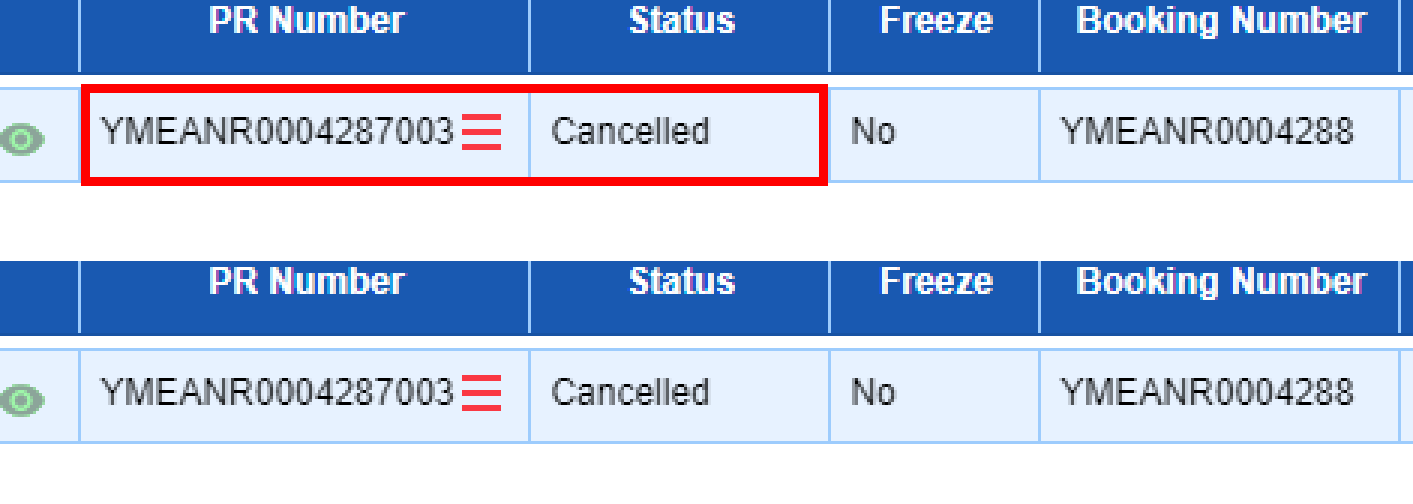 PR Number Status Freeze Booking Number
YMEANR0004287003 Cancelled No YMEANR0004288
PR Number Status Freeze Booking Number
YMEANR0004287003 Cancelled No YMEANR0004288